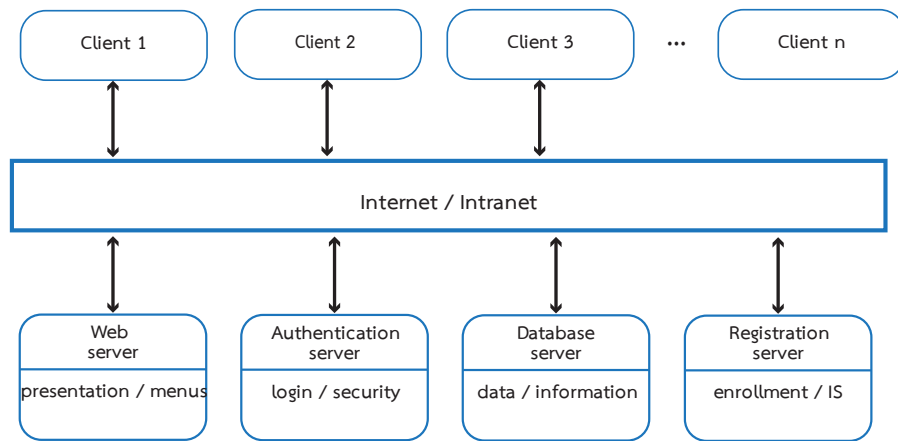 Client 1
Client 2
Client 3
...
Client n
Internet / Intranet
Web
server
presentation / menus
Authentication
server
login / security
Database
server
data / information
Registration
server
enrollment / IS